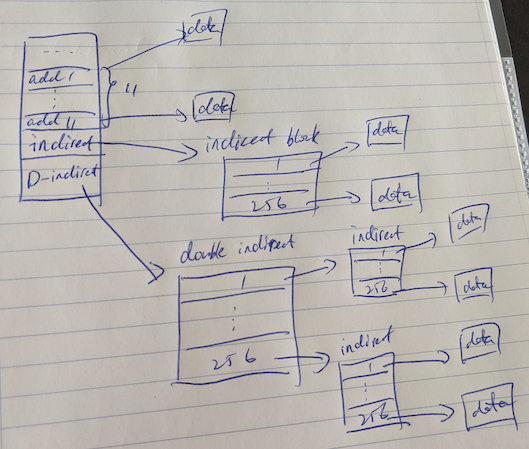 data
add 1
11
add 11
data
indirect
indirect block
data
D-indirect
1
256
data
double indirect
indirect
data
1
1
256
data
indirect
data
256
1
256
data